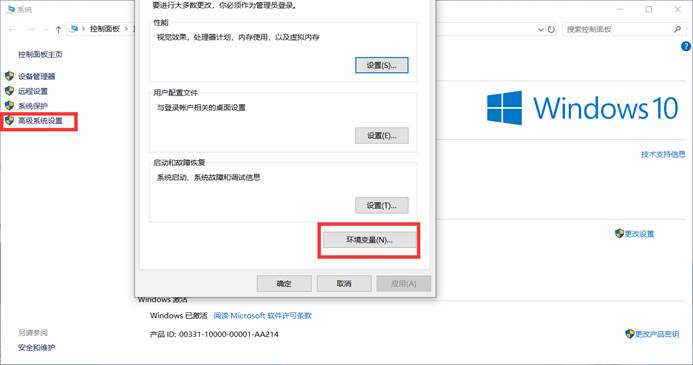 系统
控制面板
搜索控制面板
控制面板主页
设备管理器
远程设置
系统保护
高级系统设置
要进行大多数更改，你必须作为管理员登录。
性能
视觉效果，处理器计划，内存使用，以及虚拟内存
设置(S)...
用户配置文件
与登录帐户相关的桌面设置
设置(E)...
启动和故障恢复
系统启动、系统故障和调试信息
设置(T)...
环境变量(N)...
确定
取消
应用(A)
Windows 10
技术支持信息
更改设置
Windows 激活
Windows 已激活 阅读 Microsoft 软件许可条款
产品 ID: 00331-10000-00001-AA214
更改产品密钥
另请参阅
安全和维护